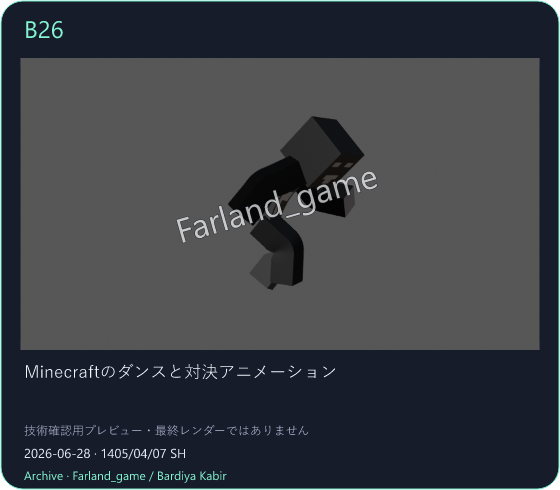 B26
Farland_game
Minecraftのダンスと対決アニメーション
技術確認用プレビュー・最終レンダーではありません
2026-06-28 · 1405/04/07 SH
Archive · Farland_game / Bardiya Kabir